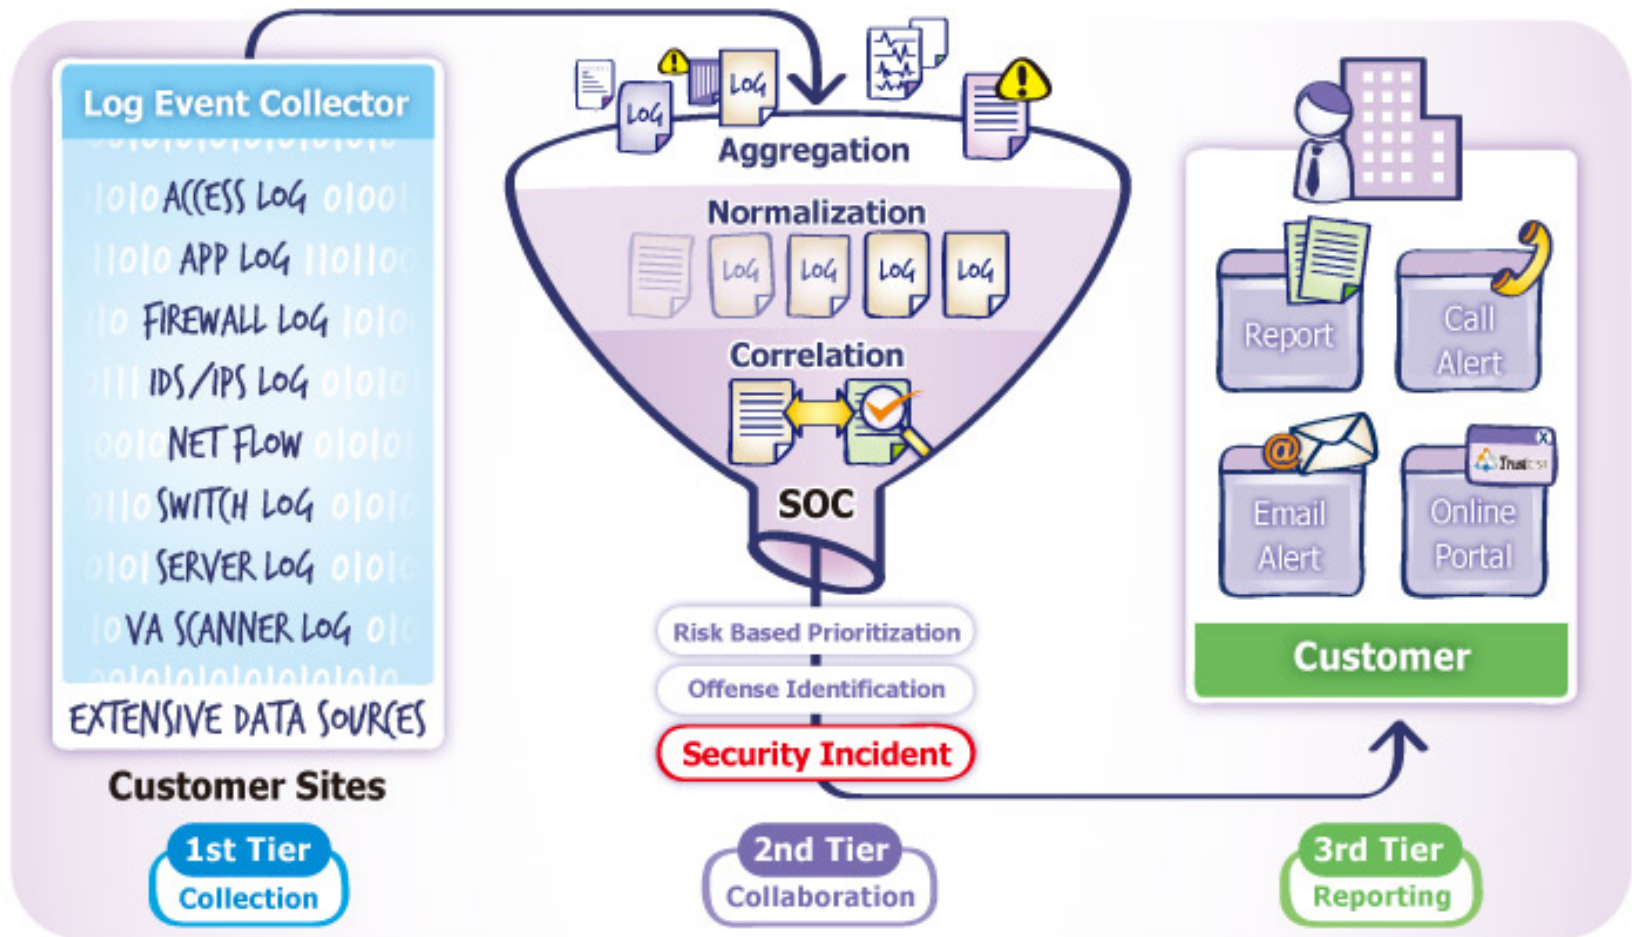 Log Event Collector
ACCESS LOG
APP LOG
FIREWALL LOG
IDS/IPS LOG
NET FLOW
SWITCH LOG
SERVER LOG
VA SCANNER LOG
EXTENSIVE DATA SOURCES
Customer Sites
1st Tier
Collection
LOG
LOG
Aggregation
Normalization
LOG LOG LOG LOG
Correlation
SOC
Risk Based Prioritization
Offense Identification
Security Incident
2nd Tier
Collaboration
Report
Call
Alert
Email
Alert
@
X
Online
Portal
Customer
3rd Tier
Reporting